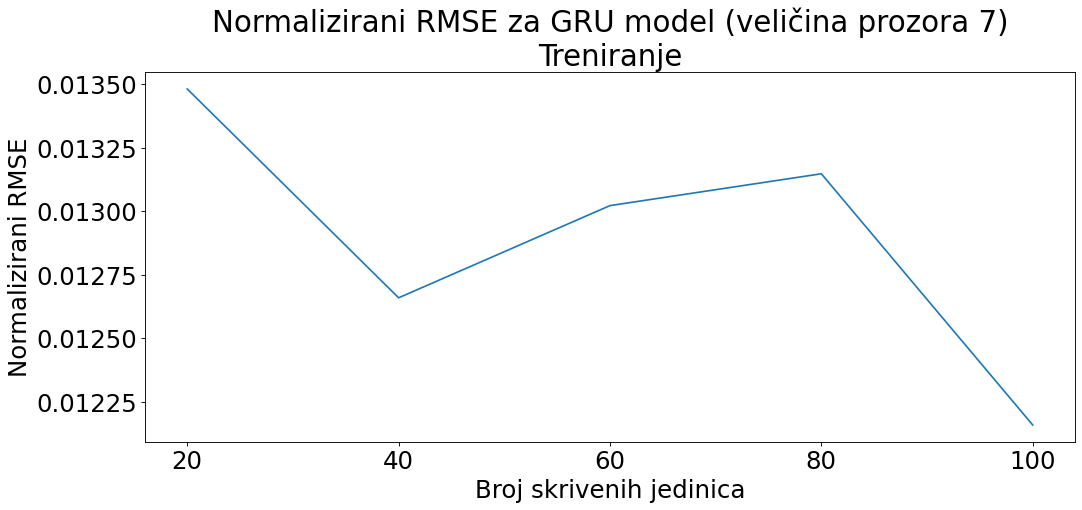 Normalizirani RMSE za GRU model (veličina prozora 7)
Treniranje
Normalizirani RMSE
0.01350
0.01325
0.01300
0.01275
0.01250
0.01225
20 40 60 80 100
Broj skrivenih jedinica